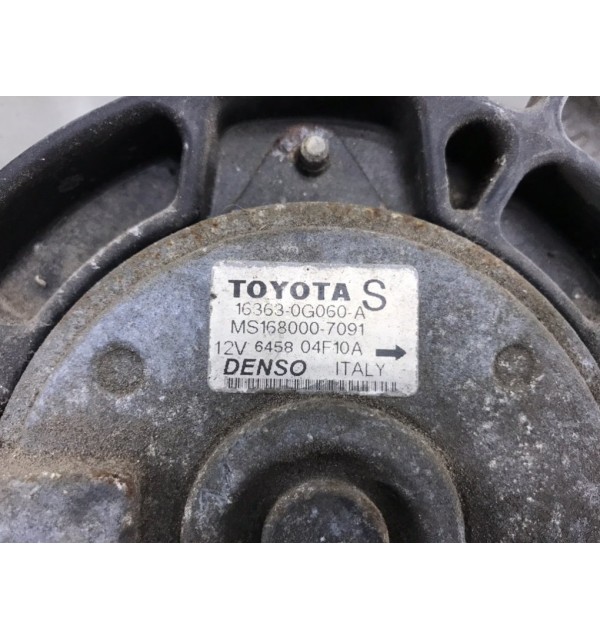 TOYOTA S
16363-0G060-A
MS168000-7091
12V 6458 04F10A
DENSO ITALY